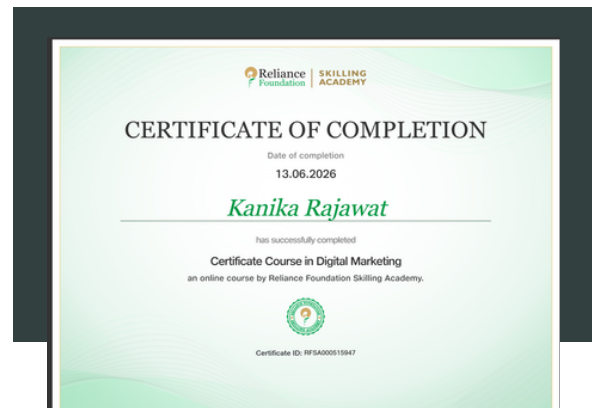 Reliance
Foundation
SKILLING
ACADEMY
CERTIFICATE OF COMPLETION
Date of completion
13.06.2026
Kanika Rajawat
has successfully completed
Certificate Course in Digital Marketing
an online course by Reliance Foundation Skilling Academy.
Certificate ID: RFSA000515947